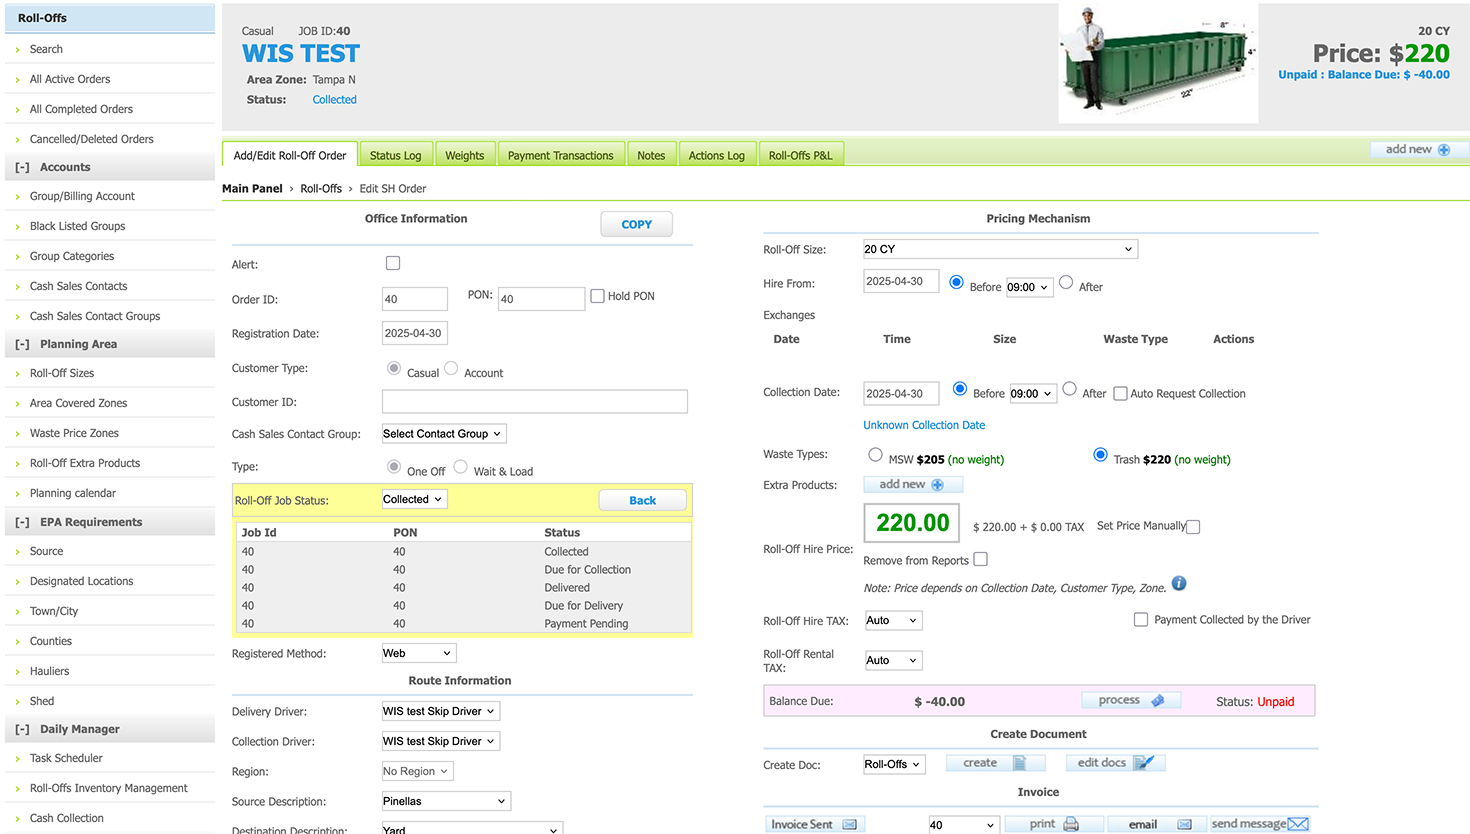 Roll-Offs
Search
All Active Orders
All Completed Orders
Cancelled/Deleted Orders
[-] Accounts
Group/Billing Account
Black Listed Groups
Group Categories
Cash Sales Contacts
Cash Sales Contact Groups
[-] Planning Area
Roll-Off Sizes
Area Covered Zones
Waste Price Zones
Roll-Off Extra Products
Planning calendar
[-] EPA Requirements
Source
Designated Locations
Town/City
Counties
Hauliers
Shed
[-] Daily Manager
Task Scheduler
Roll-Offs Inventory Management
Cash Collection
Casual JOB ID:40
WIS TEST
Area Zone: Tampa N
Status: Collected
8"
4"
22"
20 CY
Price: $220
Unpaid : Balance Due: $ -40.00
Add/Edit Roll-Off Order Status Log Weights Payment Transactions Notes Actions Log Roll-Offs P&L add new
Main Panel › Roll-Offs › Edit SH Order
Office Information COPY
Alert:
Order ID: 40 PON: 40 Hold PON
Registration Date: 2025-04-30
Customer Type: Casual Account
Customer ID:
Cash Sales Contact Group: Select Contact Group
Type: One Off Wait & Load
Roll-Off Job Status: Collected Back
Job Id PON Status
40 40 Collected
40 40 Due for Collection
40 40 Delivered
40 40 Due for Delivery
40 40 Payment Pending
Registered Method: Web
Route Information
Delivery Driver: WIS test Skip Driver
Collection Driver: WIS test Skip Driver
Region: No Region
Source Description: Pinellas
Destination Description: Yard
Pricing Mechanism
Roll-Off Size: 20 CY
Hire From: 2025-04-30 Before 09:00 After
Exchanges
Date Time Size Waste Type Actions
Collection Date: 2025-04-30 Before 09:00 After Auto Request Collection
Unknown Collection Date
Waste Types: MSW $205 (no weight) Trash $220 (no weight)
Extra Products: add new
220.00 $ 220.00 + $ 0.00 TAX Set Price Manually
Roll-Off Hire Price:
Remove from Reports
Note: Price depends on Collection Date, Customer Type, Zone.
Roll-Off Hire TAX: Auto Payment Collected by the Driver
Roll-Off Rental
TAX: Auto
Balance Due: $ -40.00 process Status: Unpaid
Create Document
Create Doc: Roll-Offs create edit docs
Invoice
Invoice Sent 40 print email send message